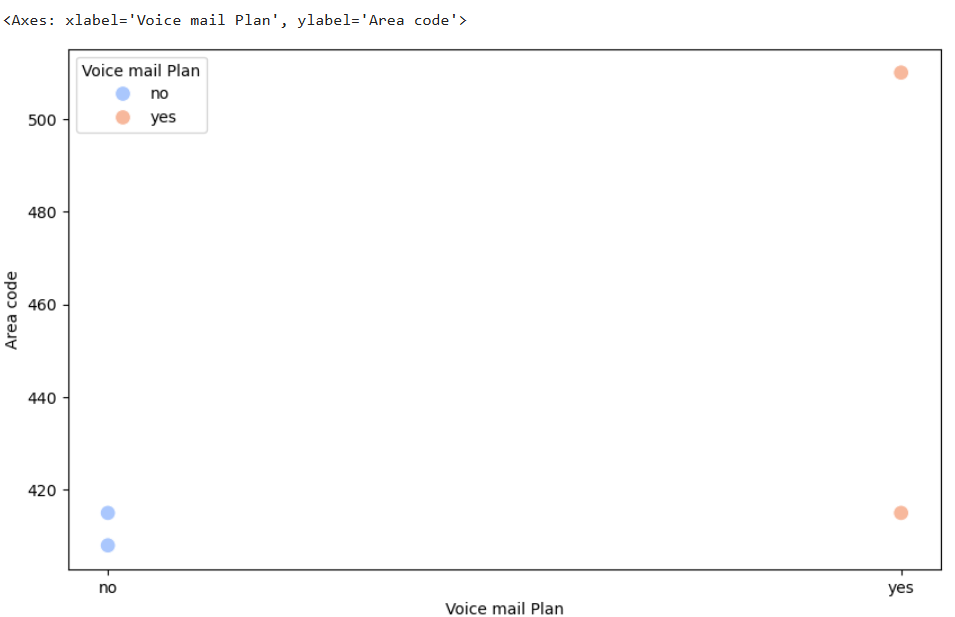 <Axes: xlabel='Voice mail Plan', ylabel='Area code'>
Voice mail Plan
no
yes
500
480
460
440
420
Area code
no
yes
Voice mail Plan